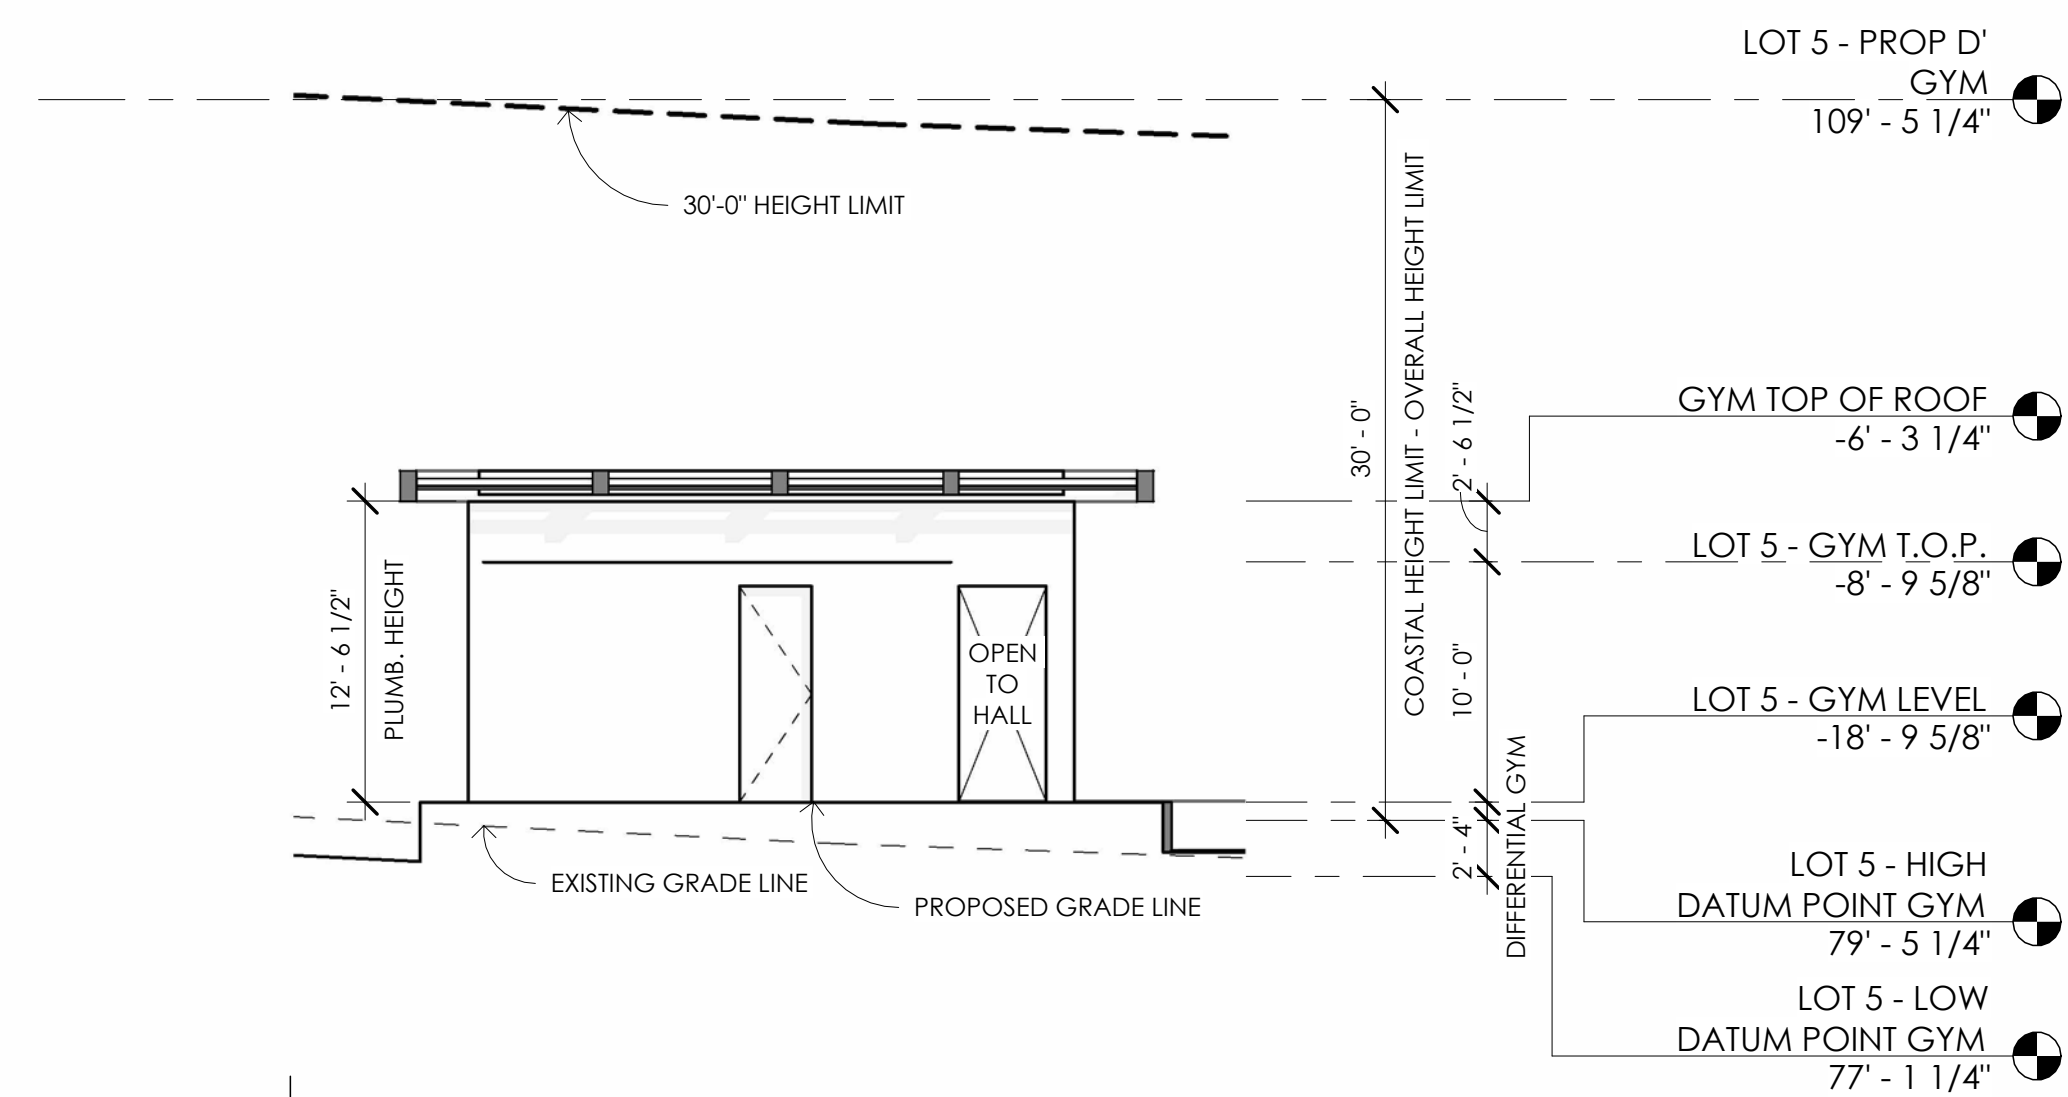 LOT 5 - PROP D'
GYM
109' - 5 1/4"
30'-0" HEIGHT LIMIT
COASTAL HEIGHT LIMIT - OVERALL HEIGHT LIMIT
30' - 0"
2' - 6 1/2"
GYM TOP OF ROOF
-6' - 3 1/4"
LOT 5 - GYM T.O.P.
-8' - 9 5/8"
12' - 6 1/2"
PLUMB. HEIGHT
OPEN
TO
HALL
10' - 0"
LOT 5 - GYM LEVEL
-18' - 9 5/8"
2' - 4"
DIFFERENTIAL GYM
EXISTING GRADE LINE
PROPOSED GRADE LINE
LOT 5 - HIGH
DATUM POINT GYM
79' - 5 1/4"
LOT 5 - LOW
DATUM POINT GYM
77' - 1 1/4"